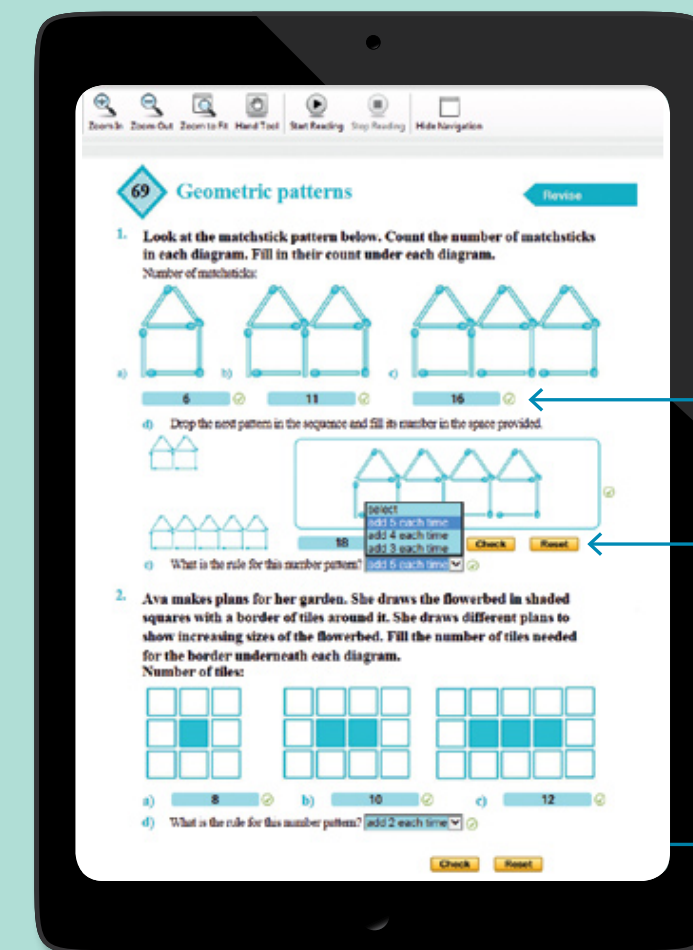 Zoom In Zoom Out Zoom to Fit Hand Tool Start Reading Stop Reading Hide Navigation
69 Geometric patterns Revise
1. Look at the matchstick pattern below. Count the number of matchsticks
in each diagram. Fill in their count under each diagram.
Number of matchsticks:
a) b) c)
6 11 16
d) Drop the next pattern in the sequence and fill its number in the space provided.
select
add 5 each time
add 4 each time
add 3 each time
18 Check Reset
e) What is the rule for this number pattern? add 5 each time
2. Ava makes plans for her garden. She draws the flowerbed in shaded
squares with a border of tiles around it. She draws different plans to
show increasing sizes of the flowerbed. Fill the number of tiles needed
for the border underneath each diagram.
Number of tiles:
a) 8 b) 10 c) 12
d) What is the rule for this number pattern? add 2 each time
Check Reset